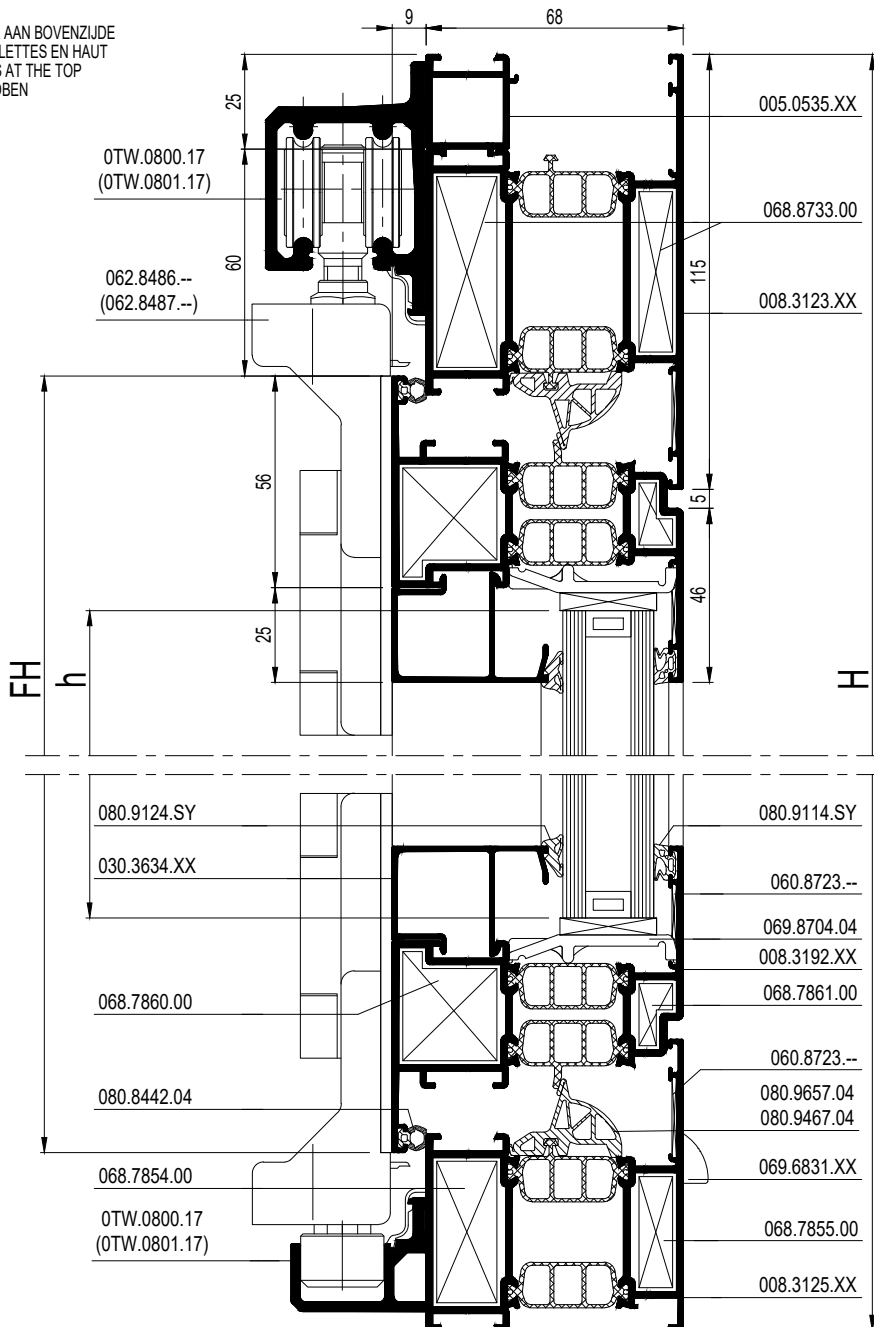 AAN BOVENZIJDE
LETTES EN HAUT
AT THE TOP
OBEN
9
68
25
005.0535.XX
0TW.0800.17
(0TW.0801.17)
60
068.8733.00
115
062.8486.--
(062.8487.--)
008.3123.XX
56
5
46
25
FH
h
H
080.9124.SY
080.9114.SY
030.3634.XX
060.8723.--
069.8704.04
008.3192.XX
068.7860.00
068.7861.00
060.8723.--
080.8442.04
080.9657.04
080.9467.04
068.7854.00
069.6831.XX
0TW.0800.17
(0TW.0801.17)
068.7855.00
008.3125.XX